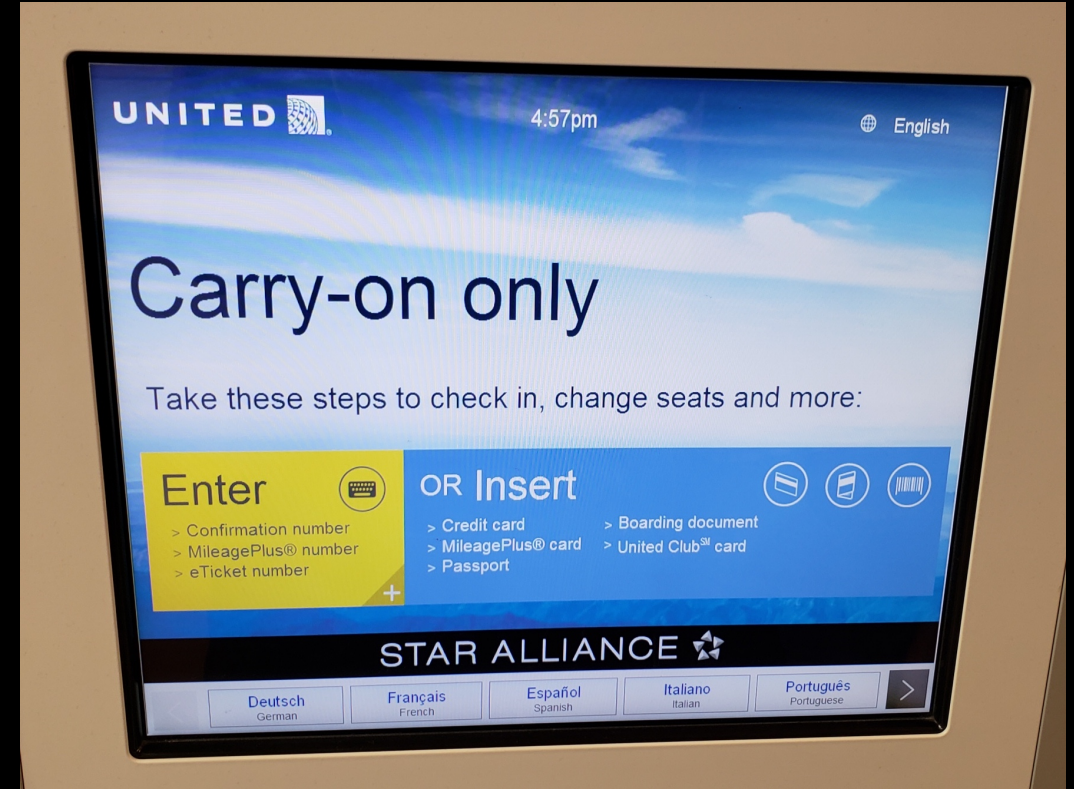 UNITED
4:57pm
English
Carry-on only
Take these steps to check in, change seats and more:
Enter
> Confirmation number
> MileagePlus® number
> eTicket number
+
OR Insert
> Credit card
> MileagePlus® card
> Passport
> Boarding document
> United Club℠ card
STAR ALLIANCE
Deutsch
German
Français
French
Español
Spanish
Italiano
Italian
Português
Portuguese
>